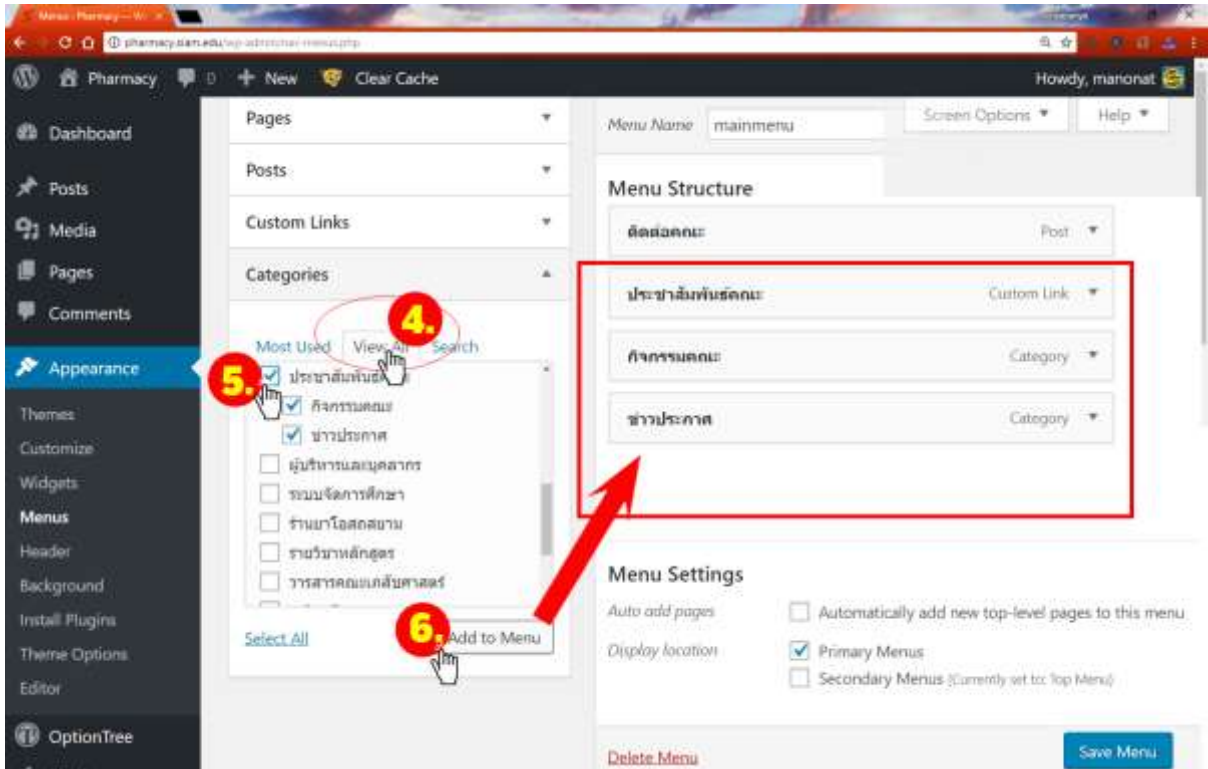 Menus ‹ Pharmacy — W
pharmacy.siam.edu/wp-admin/nav-menus.php
Pharmacy
0
New
Clear Cache
Howdy, manonat
Dashboard
Posts
Media
Pages
Comments
Appearance
Themes
Customize
Widgets
Menus
Header
Background
Install Plugins
Theme Options
Editor
OptionTree
Pages
Posts
Custom Links
Categories
4.
Most Used
View All
Search
5.
ประชาสัมพันธ์
กิจกรรมคณะ
ข่าวประกาศ
ผู้บริหารและบุคลากร
ระบบจัดการศึกษา
ร้านยาโอสถสยาม
รายวิชาหลักสูตร
วารสารคณะเภสัชศาสตร์
Select All
6.
Add to Menu
Screen Options
Help
Menu Name
mainmenu
Menu Structure
ติดต่อคณะ
Post
ประชาสัมพันธ์คณะ
Custom Link
กิจกรรมคณะ
Category
ข่าวประกาศ
Category
Menu Settings
Auto add pages
Automatically add new top-level pages to this menu
Display location
Primary Menus
Secondary Menus (Currently set to: Top Menu)
Delete Menu
Save Menu